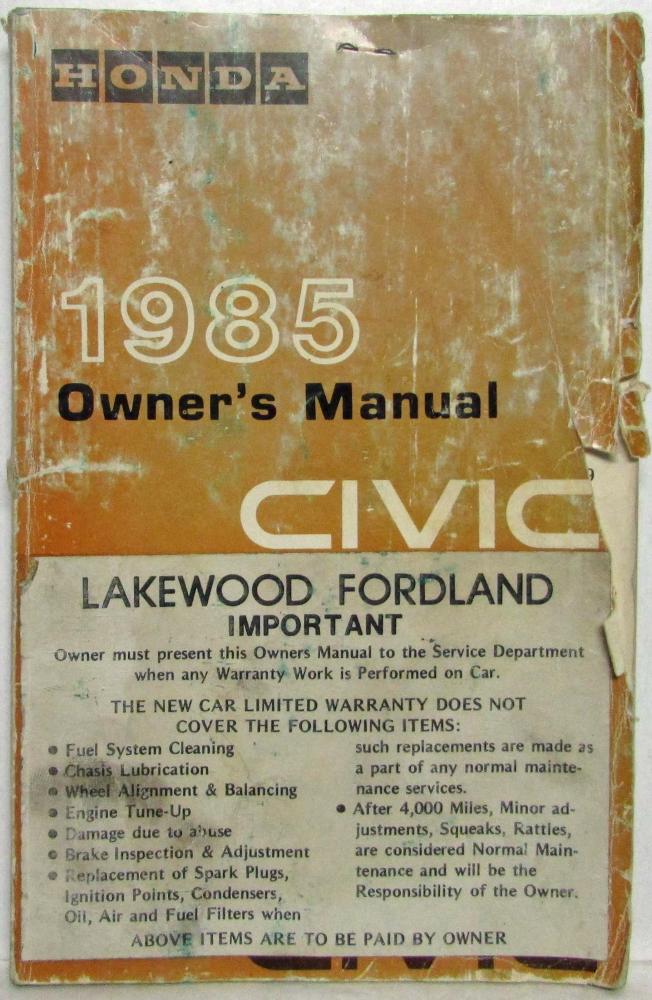 HONDA
1985
Owner's Manual
CIVIC
9
LAKEWOOD FORDLAND
IMPORTANT
Owner must present this Owners Manual to the Service Department
when any Warranty Work is Performed on Car.
THE NEW CAR LIMITED WARRANTY DOES NOT
COVER THE FOLLOWING ITEMS:
• Fuel System Cleaning
• Chasis Lubrication
• Wheel Alignment & Balancing
• Engine Tune-Up
• Damage due to abuse
• Brake Inspection & Adjustment
• Replacement of Spark Plugs,
Ignition Points, Condensers,
Oil, Air and Fuel Filters when
such replacements are made as
a part of any normal mainte-
nance services.
• After 4,000 Miles, Minor ad-
justments, Squeaks, Rattles,
are considered Normal Main-
tenance and will be the
Responsibility of the Owner.
ABOVE ITEMS ARE TO BE PAID BY OWNER
CIVIC